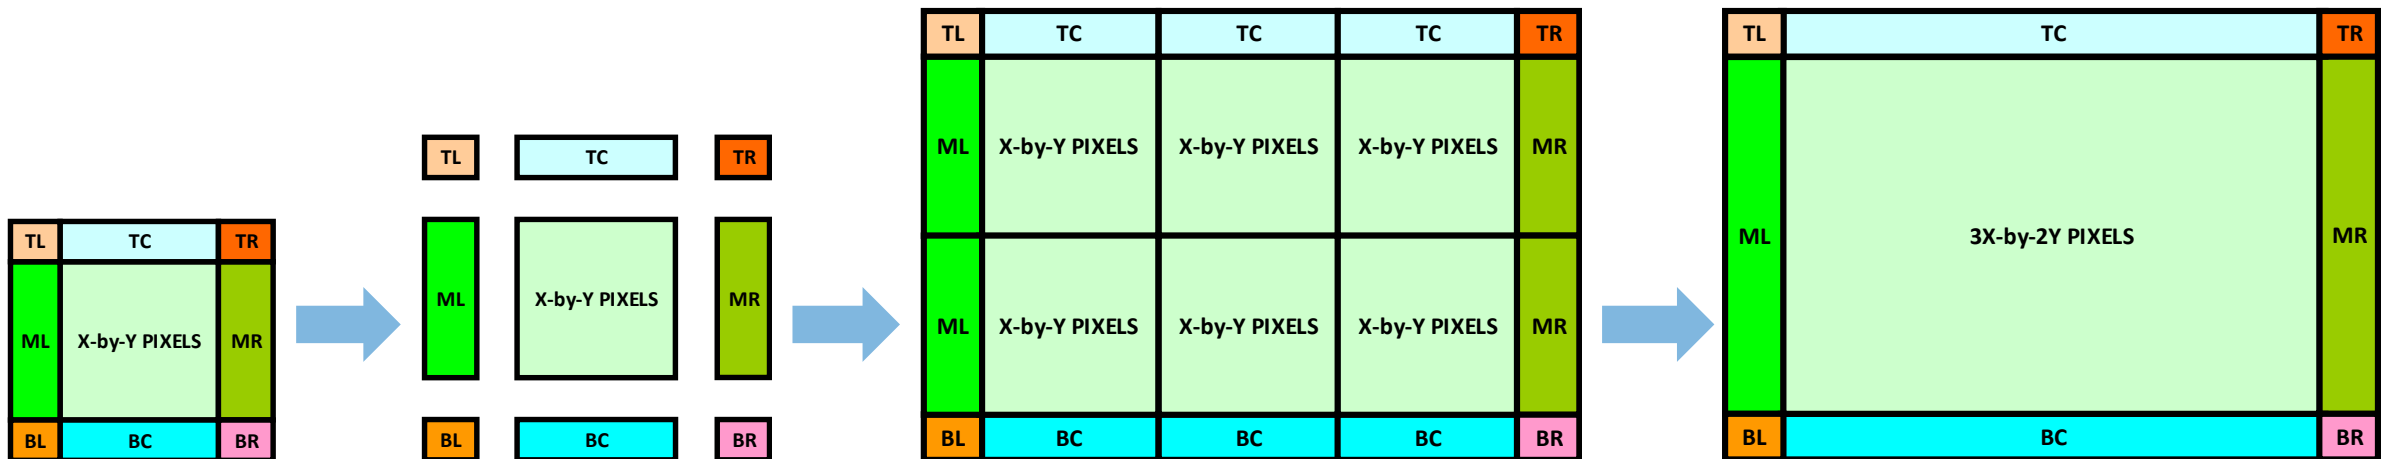 TL TC TR
ML X-by-Y PIXELS MR
BL BC BR
TL TC TR
ML X-by-Y PIXELS MR
BL BC BR
TL TC TC TC TR
ML X-by-Y PIXELS X-by-Y PIXELS X-by-Y PIXELS MR
ML X-by-Y PIXELS X-by-Y PIXELS X-by-Y PIXELS MR
BL BC BC BC BR
TL TC TR
ML 3X-by-2Y PIXELS MR
BL BC BR